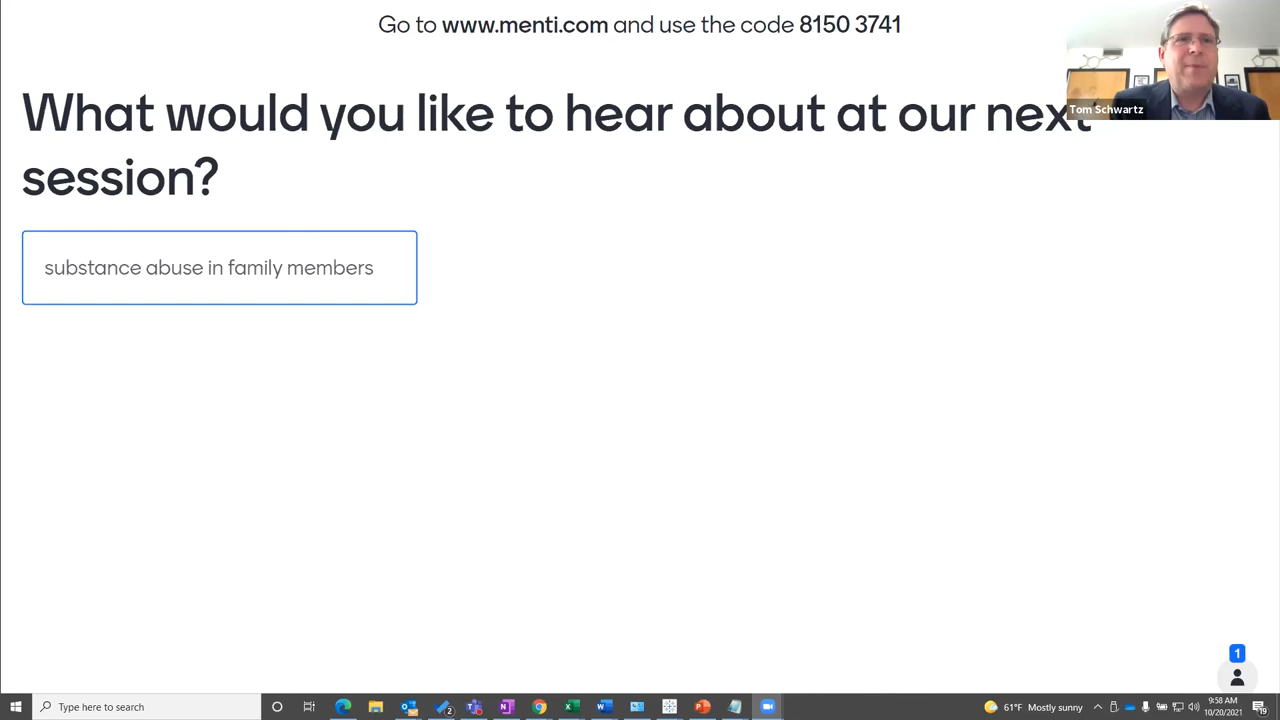 Go to www.menti.com and use the code 8150 3741
Tom Schwartz
What would you like to hear about at our next
session?
substance abuse in family members
1
Type here to search
2
61°F Mostly sunny
9:58 AM
10/20/2021
19